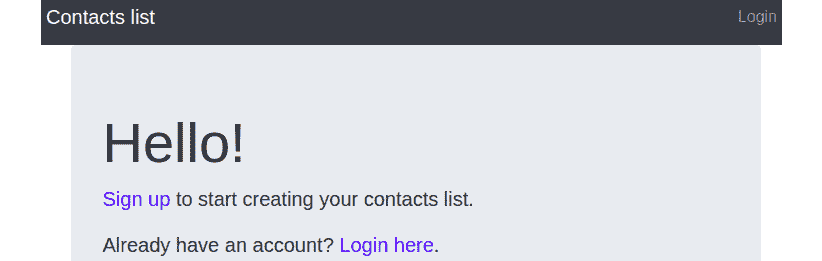 Contacts list Login
Hello!
Sign up to start creating your contacts list.
Already have an account? Login here.